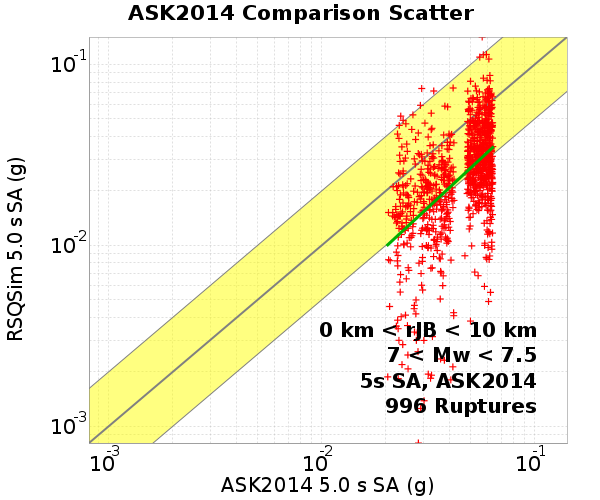 ASK2014 Comparison Scatter
RSQSim 5.0 s SA (g)
10-1
10-2
10-3
0 km < rJB < 10 km
7 < Mw < 7.5
5s SA, ASK2014
996 Ruptures
10-3 10-2 10-1
ASK2014 5.0 s SA (g)